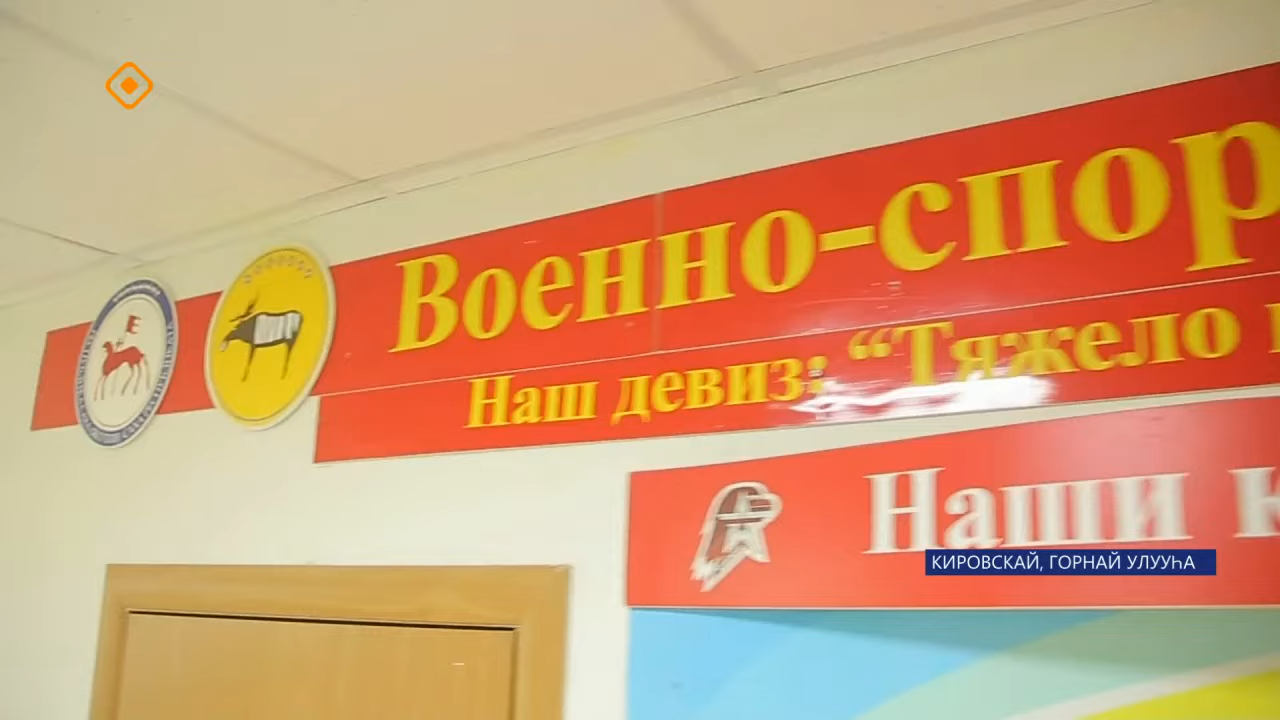 Военно-спор
Наш девиз: “Тяжело
Наши к
КИРОВСКАЙ, ГОРНАЙ УЛУУҺА